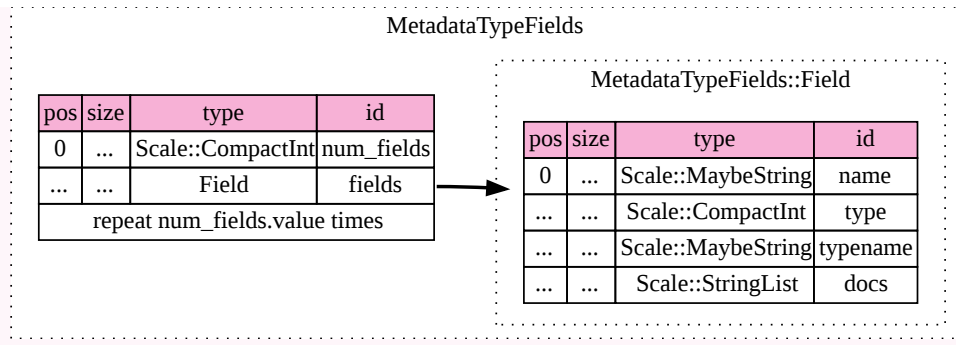 MetadataTypeFields
pos size type id
0 ... Scale::CompactInt num_fields
... ... Field fields
repeat num_fields.value times
MetadataTypeFields::Field
pos size type id
0 ... Scale::MaybeString name
... ... Scale::CompactInt type
... ... Scale::MaybeString typename
... ... Scale::StringList docs